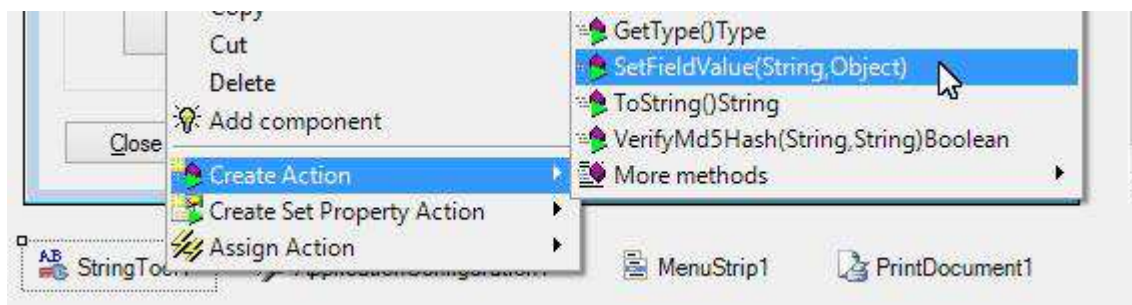 Copy
Cut
Delete
Add component
Close
Create Action
Create Set Property Action
Assign Action
GetType()Type
SetFieldValue(String,Object)
ToString()String
VerifyMd5Hash(String,String)Boolean
More methods
MenuStrip1
PrintDocument1